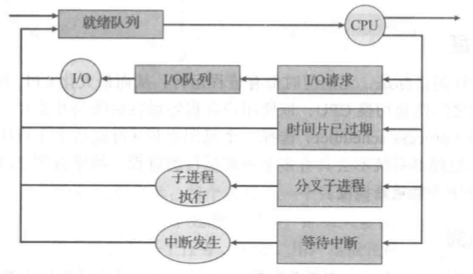 就绪队列
CPU
I/O
I/O队列
I/O请求
时间片已过期
子进程
执行
分叉子进程
中断发生
等待中断